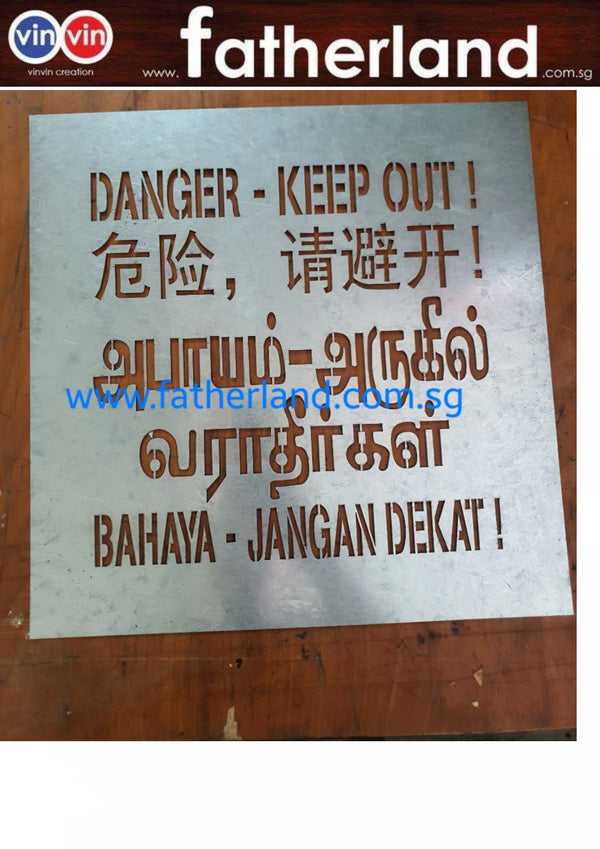 vin vin
vinvin creation
www. fatherland .com.sg
DANGER - KEEP OUT !
危险，请避开！
அபாயம்-அருகில்
www.fatherland.com.sg
வராதீர்கள்
BAHAYA - JANGAN DEKAT !